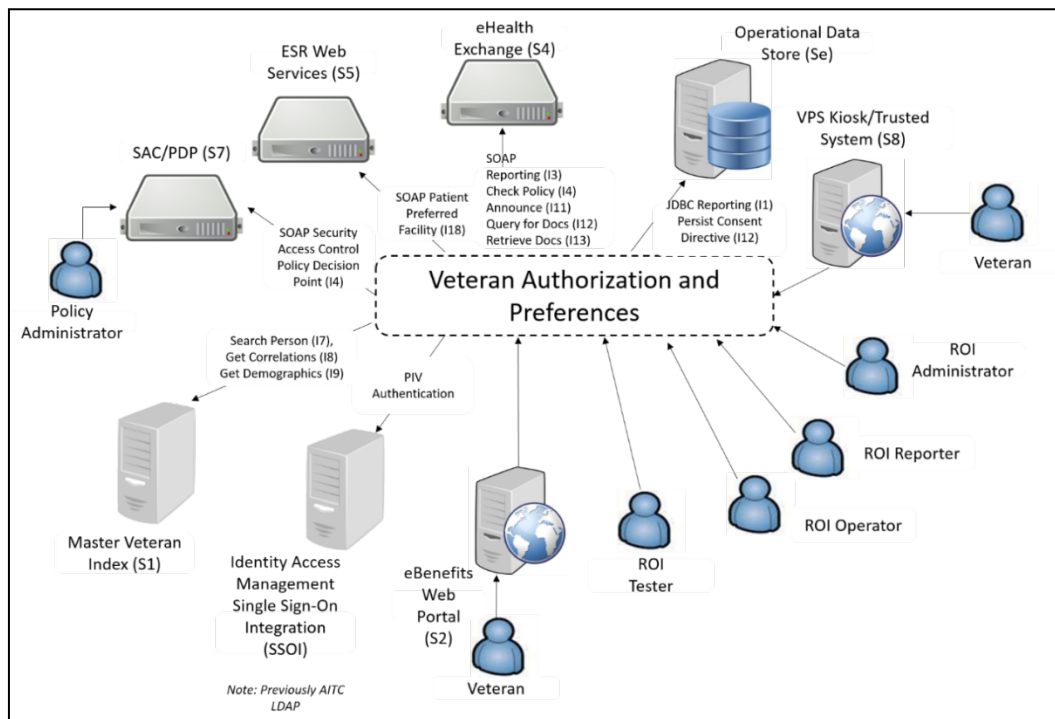 ESR Web
Services (S5)
eHealth
Exchange (S4)
Operational Data
Store (Se)
VPS Kiosk/Trusted
System (S8)
SAC/PDP (S7)
SOAP Patient
Preferred
Facility (I18)
SOAP
Reporting (I3)
Check Policy (I4)
Announce (I11)
Query for Docs (I12)
Retrieve Docs (I13)
JDBC Reporting (I1)
Persist Consent
Directive (I12)
SOAP Security
Access Control
Policy Decision
Point (I4)
Veteran
Policy
Administrator
Veteran Authorization and
Preferences
Search Person (I7),
Get Correlations (I8)
Get Demographics (I9)
PIV
Authentication
ROI
Administrator
ROI Reporter
ROI Operator
ROI
Tester
Master Veteran
Index (S1)
Identity Access
Management
Single Sign-On
Integration
(SSOI)
Note: Previously AITC
LDAP
eBenefits
Web
Portal
(S2)
Veteran